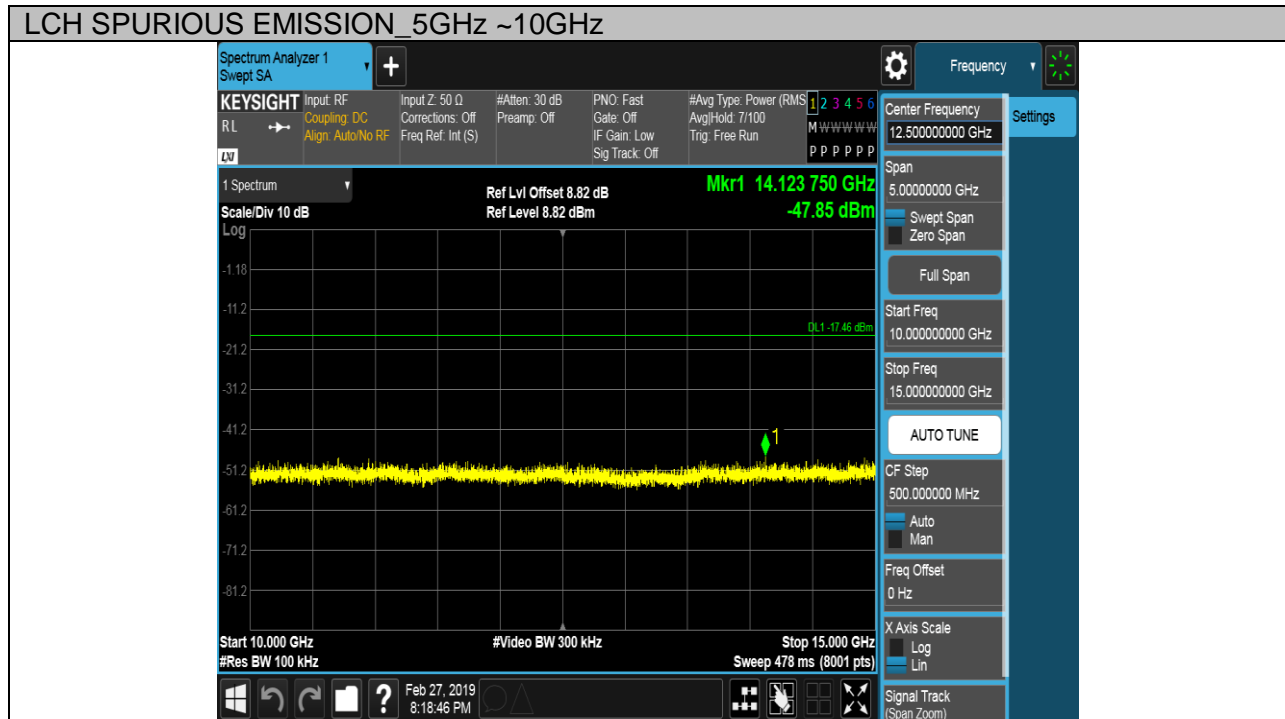 LCH SPURIOUS EMISSION_5GHz ~10GHz
Spectrum Analyzer 1
Swept SA
+
Frequency
KEYSIGHT
RL
LXI
Input: RF
Coupling: DC
Align: Auto/No RF
Input Z: 50 Ω
Corrections: Off
Freq Ref: Int (S)
#Atten: 30 dB
Preamp: Off
PNO: Fast
Gate: Off
IF Gain: Low
Sig Track: Off
#Avg Type: Power (RMS
Avg|Hold: 7/100
Trig: Free Run
1 2 3 4 5 6
M W W W W W
P P P P P P
1 Spectrum
Scale/Div 10 dB
Log
Ref Lvl Offset 8.82 dB
Ref Level 8.82 dBm
Mkr1 14.123 750 GHz
-47.85 dBm
-1.18
-11.2
DL1 -17.46 dBm
-21.2
-31.2
-41.2
1
-51.2
-61.2
-71.2
-81.2
Start 10.000 GHz
#Res BW 100 kHz
#Video BW 300 kHz
Stop 15.000 GHz
Sweep 478 ms (8001 pts)
?
Feb 27, 2019
8:18:46 PM
Center Frequency
12.500000000 GHz
Settings
Span
5.00000000 GHz
Swept Span
Zero Span
Full Span
Start Freq
10.000000000 GHz
Stop Freq
15.000000000 GHz
AUTO TUNE
CF Step
500.000000 MHz
Auto
Man
Freq Offset
0 Hz
X Axis Scale
Log
Lin
Signal Track
(Span Zoom)